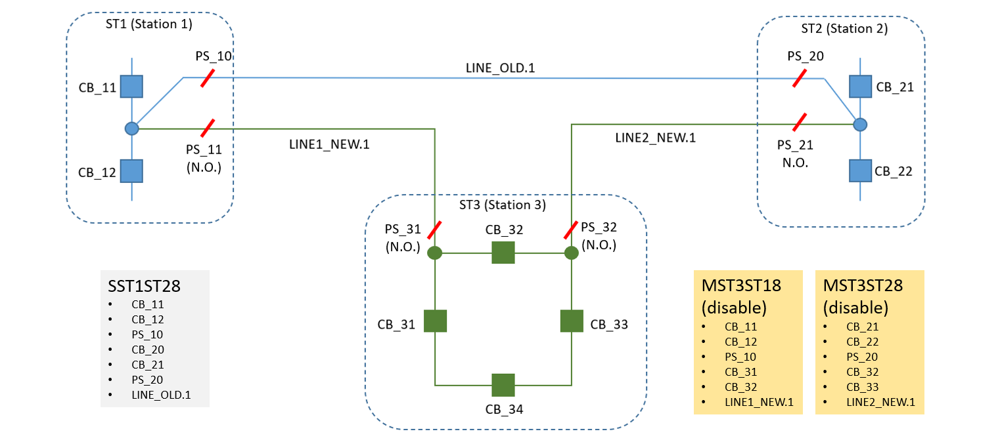 ST1 (Station 1)
PS_10
CB_11
PS_11
(N.O.)
CB_12
LINE_OLD.1
LINE1_NEW.1
LINE2_NEW.1
ST2 (Station 2)
PS_20
CB_21
PS_21
N.O.
CB_22
ST3 (Station 3)
PS_31
(N.O.)
CB_32
PS_32
(N.O.)
CB_31
CB_33
CB_34
SST1ST28
• CB_11
• CB_12
• PS_10
• CB_20
• CB_21
• PS_20
• LINE_OLD.1
MST3ST18
(disable)
• CB_11
• CB_12
• PS_10
• CB_31
• CB_32
• LINE1_NEW.1
MST3ST28
(disable)
• CB_21
• CB_22
• PS_20
• CB_32
• CB_33
• LINE2_NEW.1